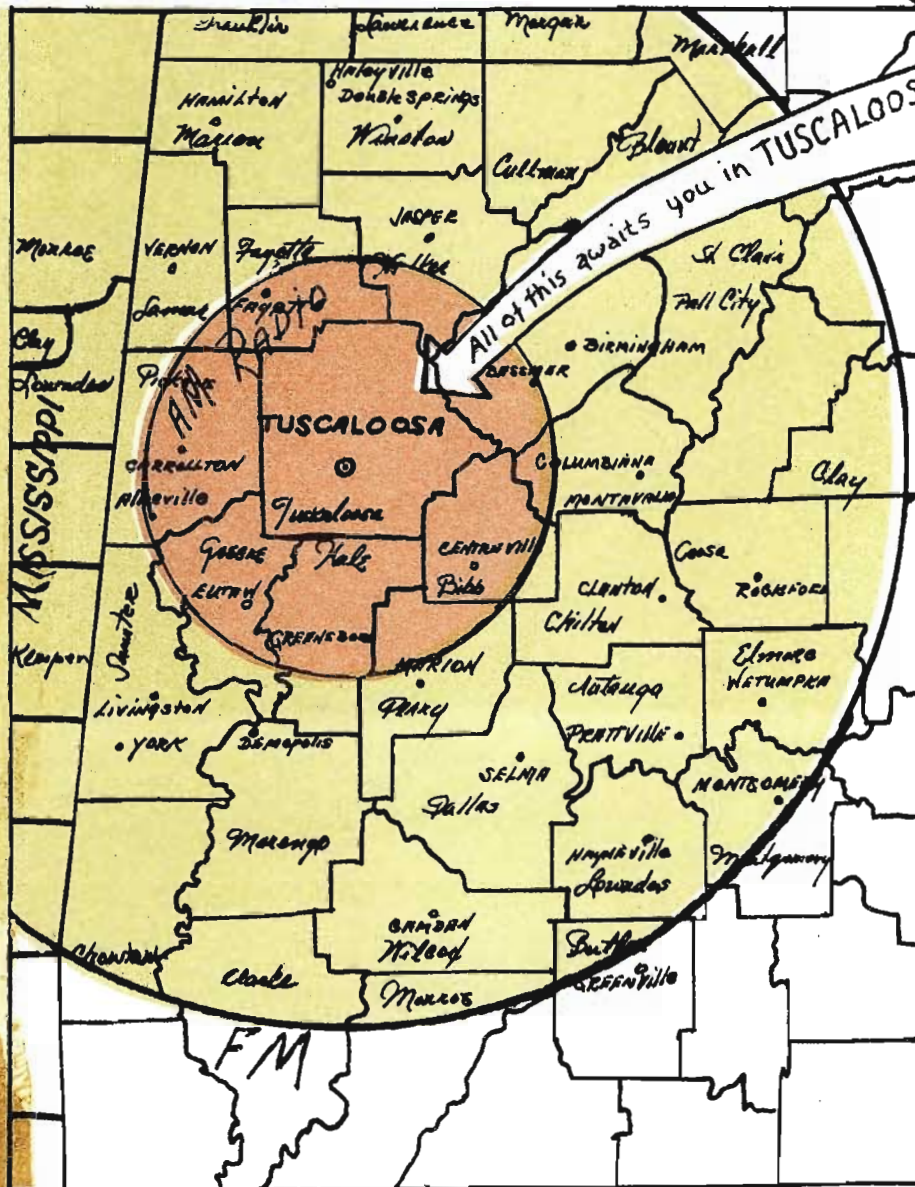 Franklin
Lawrence
Morgan
Marshall
Haleyville
Double Springs
HAMILTON
Marion
Winston
Cullman
Blount
All of this awaits you in TUSCALOOS
MONROE
VERNON
Lamar
Fayette
FAYETTE
JASPER
Walker
St Clair
Pell City
Clay
Lowndes
AM RADIO
BIRMINGHAM
BESSEMER
TUSCALOOSA
CARROLLTON
Aliceville
Tuscaloosa
COLUMBIANA
MONTAVALLA
Clay
MISSISSIPPI
Greene
EUTAW
Hale
GREENSBORO
CENTRVILL
Bibb
CLANTON
Chilton
Coosa
ROCKFORD
Kemper
Sumter
LIVINGSTON
YORK
DEMOPOLIS
MARION
Perry
Autauga
PRATTVILLE
Elmore
WETUMPKA
SELMA
Dallas
MONTGOMERY
Montgomery
Marengo
HAYNEVILLE
Lowndes
CAMDEN
Wilcox
Choctaw
Clarke
MONROE
Butler
GREENVILLE
FM